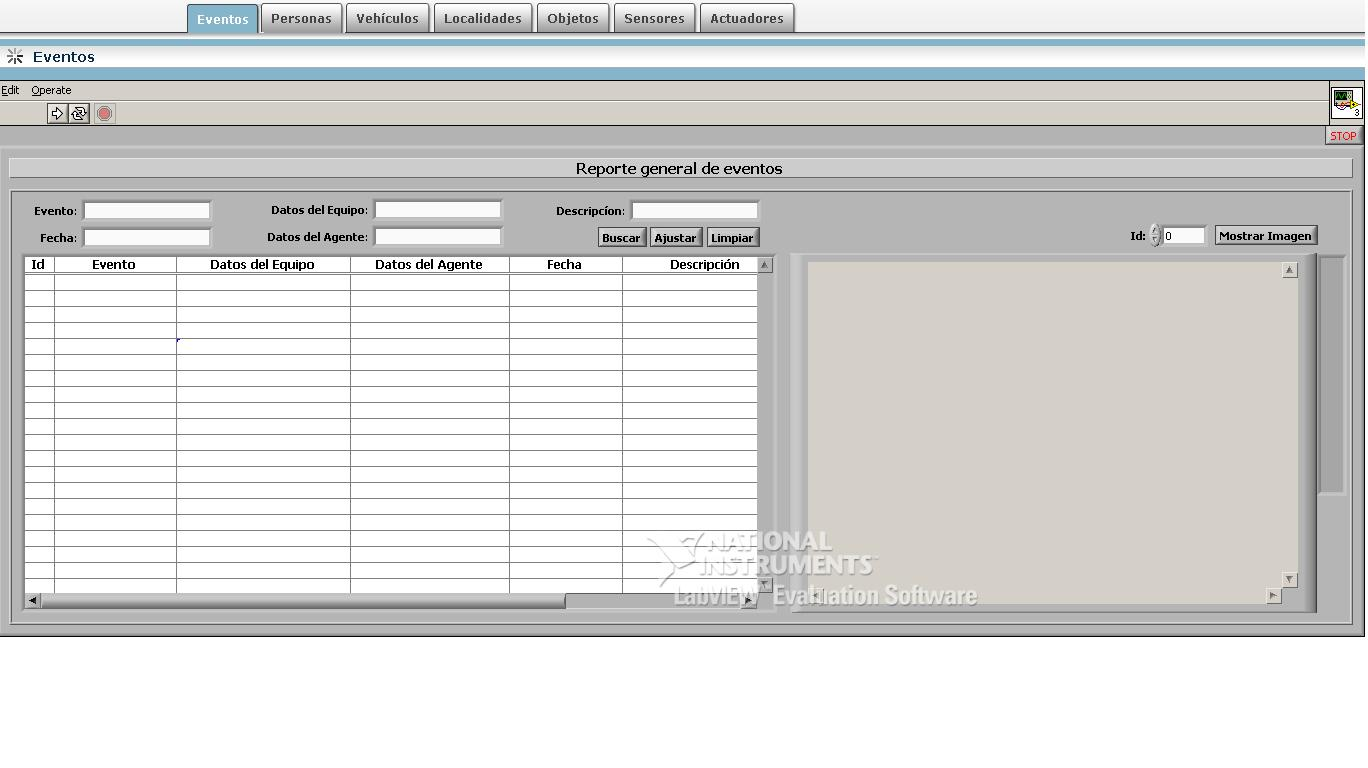 Eventos Personas Vehículos Localidades Objetos Sensores Actuadores
Eventos
Edit Operate
3
STOP
Reporte general de eventos
Evento: Datos del Equipo: Descripcíon:
Fecha: Datos del Agente: Buscar Ajustar Limpiar Id: 0 Mostrar Imagen
Id Evento Datos del Equipo Datos del Agente Fecha Descripción
NATIONAL
INSTRUMENTS™
LabVIEW Evaluation Software